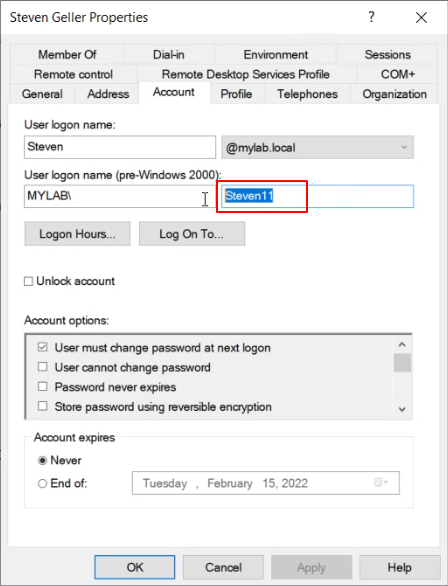 Steven Geller Properties ? ×
Member Of Dial-in Environment Sessions
Remote control Remote Desktop Services Profile COM+
General Address Account Profile Telephones Organization
User logon name:
Steven @mylab.local
User logon name (pre-Windows 2000):
MYLAB\ Steven11
Logon Hours... Log On To...
Unlock account
Account options:
User must change password at next logon
User cannot change password
Password never expires
Store password using reversible encryption
Account expires
Never
End of: Tuesday , February 15, 2022
OK Cancel Apply Help